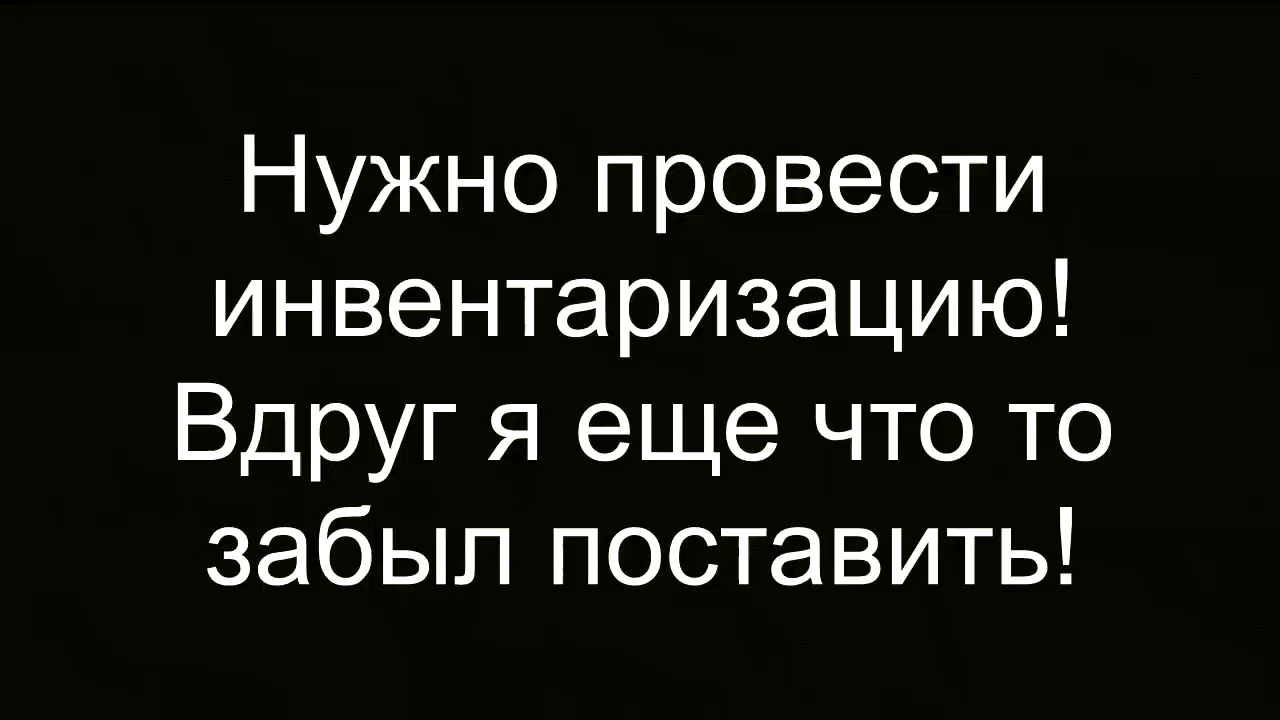 Нужно провести
инвентаризацию!
Вдруг я еще что то
забыл поставить!